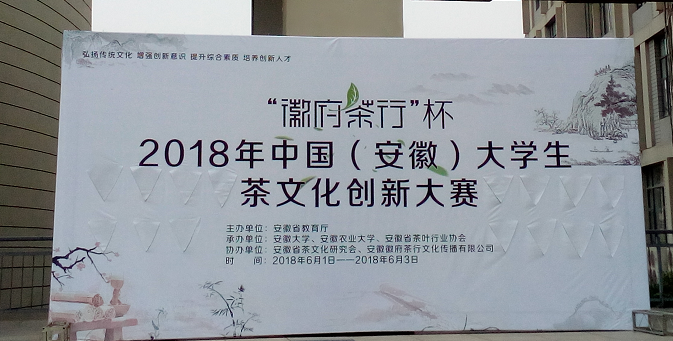 弘扬传统文化 增强创新意识 提升综合素质 培养创新人才
“徽府茶行”杯
2018年中国（安徽）大学生
茶文化创新大赛
主办单位：安徽省教育厅
承办单位：安徽大学、安徽农业大学、安徽省茶叶行业协会
协办单位：安徽省茶文化研究会、安徽徽府茶行文化传播有限公司
时 间：2018年6月1日——2018年6月3日